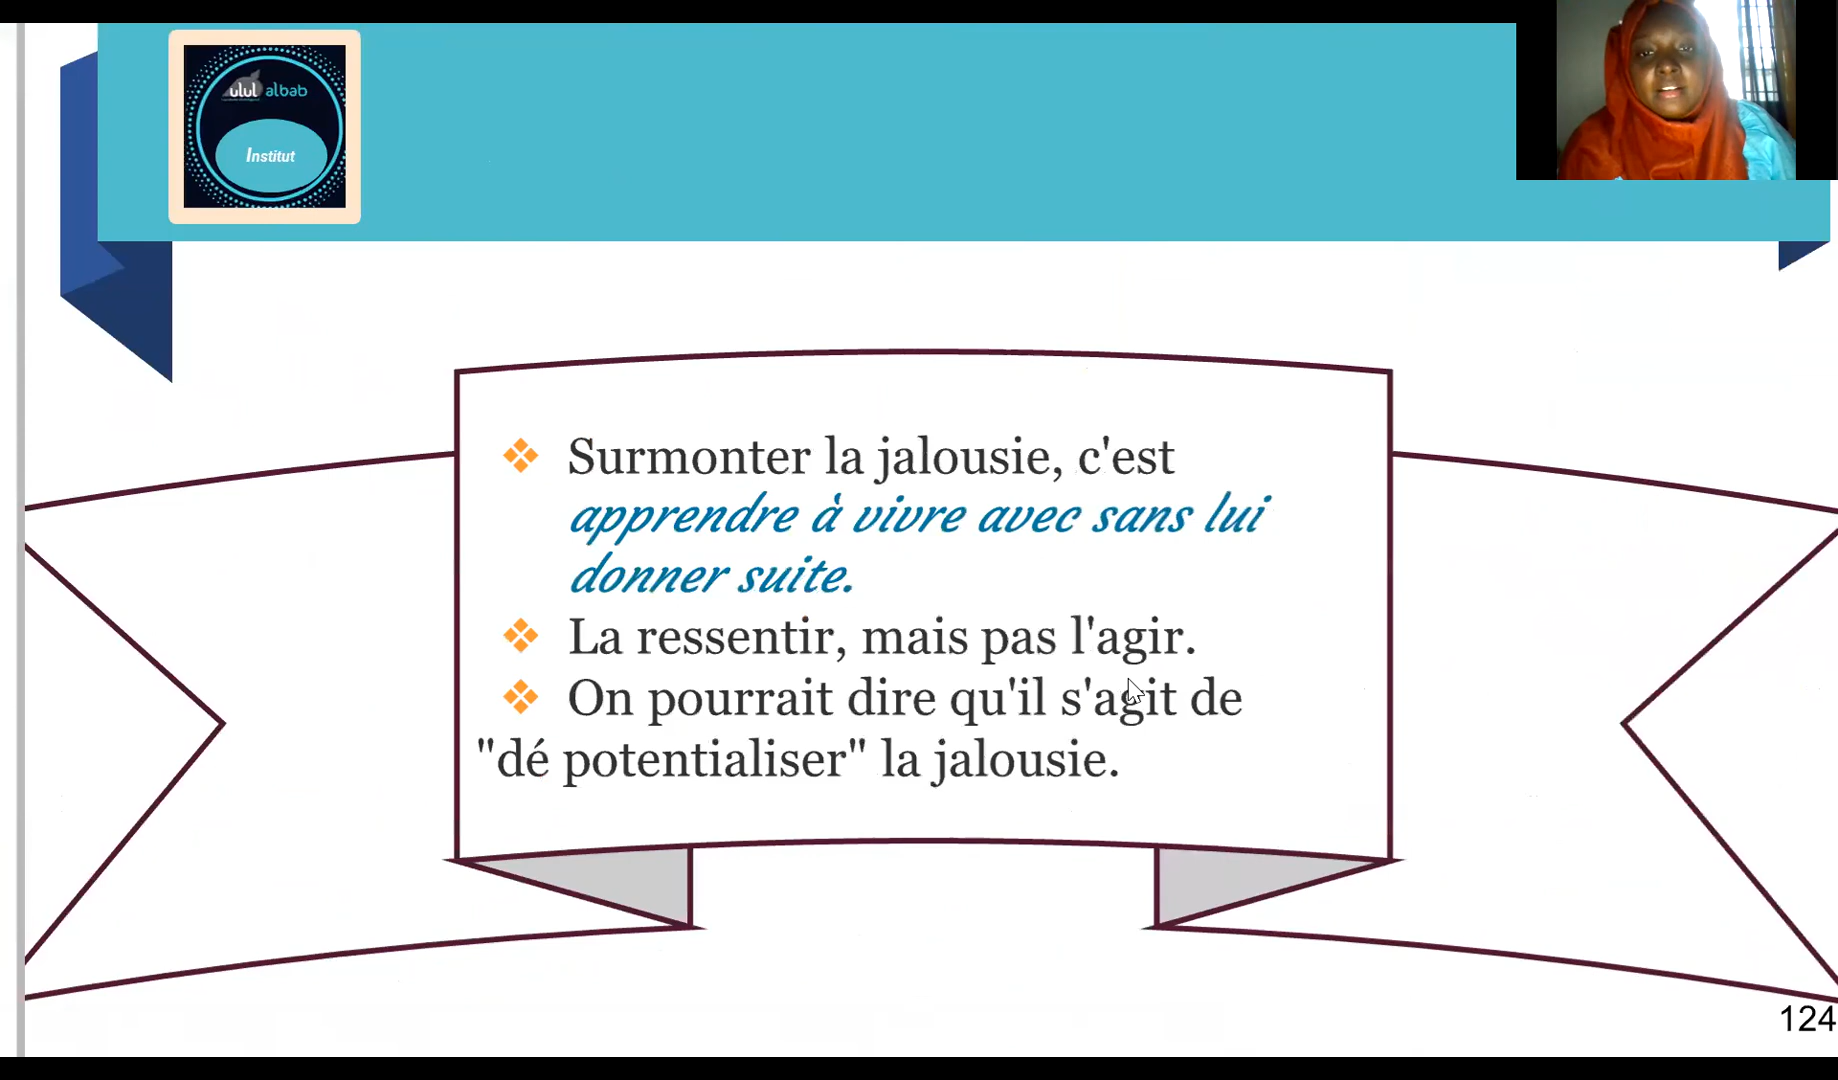 ulul albab
Institut
❖ Surmonter la jalousie, c'est
apprendre à vivre avec sans lui
donner suite.
❖ La ressentir, mais pas l'agir.
❖ On pourrait dire qu'il s'agit de
"dé potentialiser" la jalousie.
124